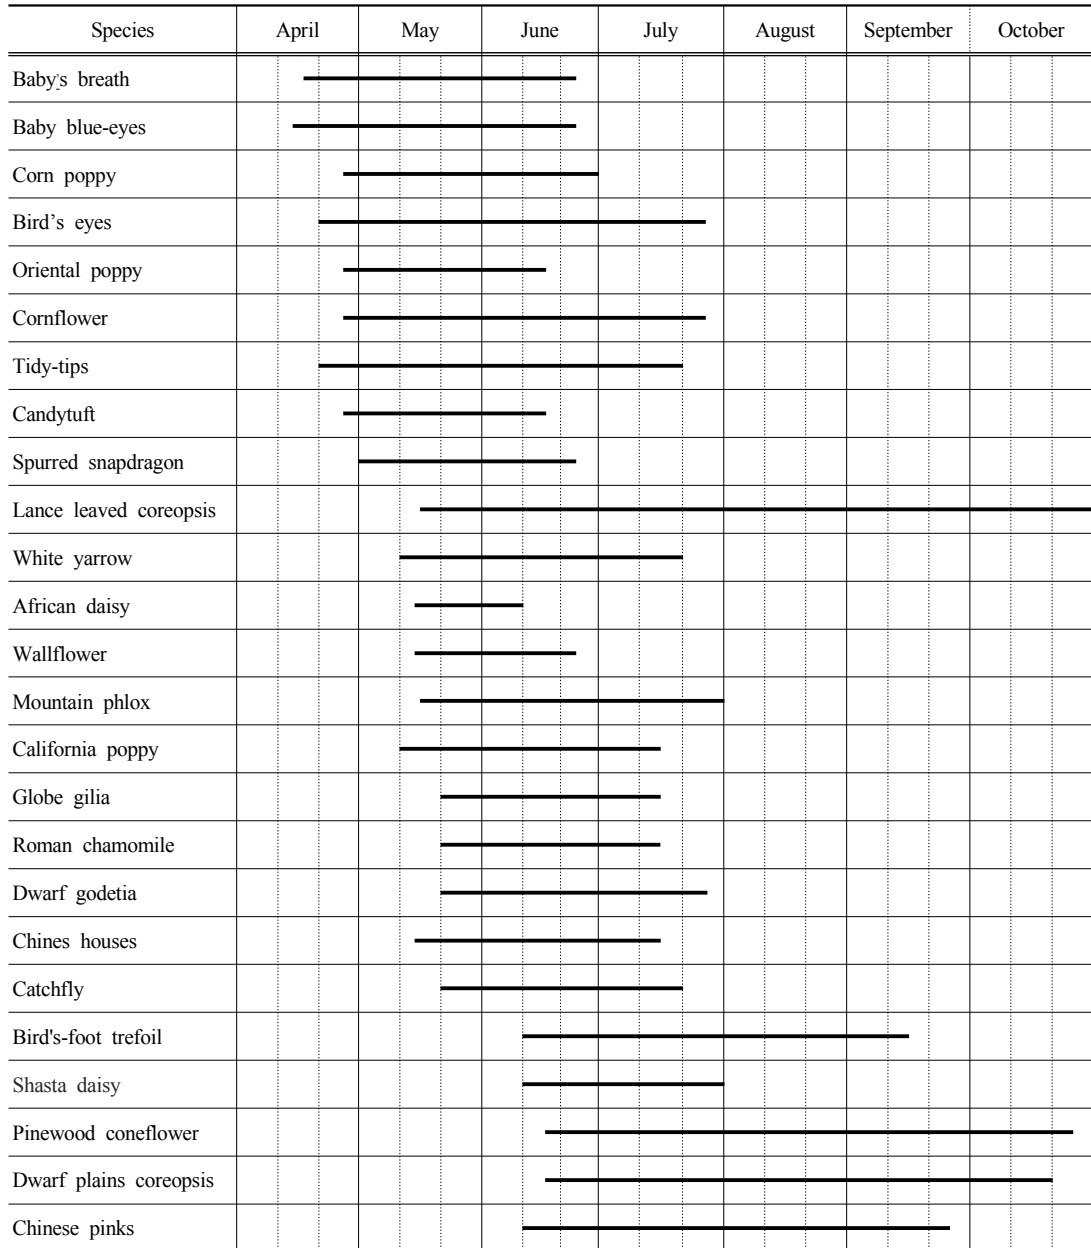 Species April May June July August September October
Baby's breath
Baby blue-eyes
Corn poppy
Bird's eyes
Oriental poppy
Cornflower
Tidy-tips
Candytuft
Spurred snapdragon
Lance leaved coreopsis
White yarrow
African daisy
Wallflower
Mountain phlox
California poppy
Globe gilia
Roman chamomile
Dwarf godetia
Chines houses
Catchfly
Bird's-foot trefoil
Shasta daisy
Pinewood coneflower
Dwarf plains coreopsis
Chinese pinks